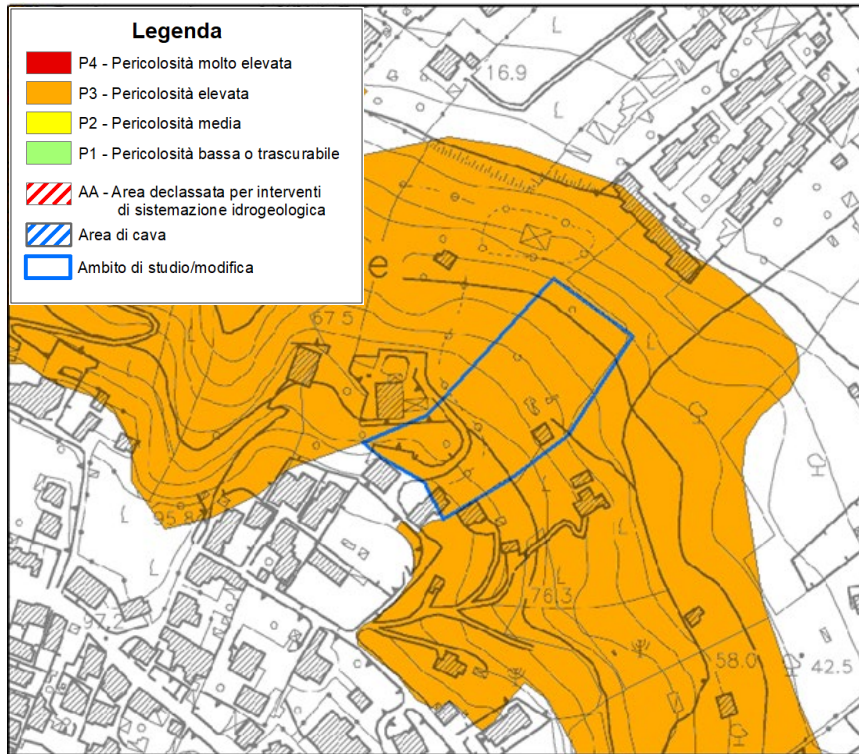 Legenda
P4 - Pericolosità molto elevata
P3 - Pericolosità elevata
P2 - Pericolosità media
P1 - Pericolosità bassa o trascurabile
AA - Area declassata per interventi
di sistemazione idrogeologica
Area di cava
Ambito di studio/modifica
16.9
e
67.5
95.8
97.2
76.3
58.0
42.5